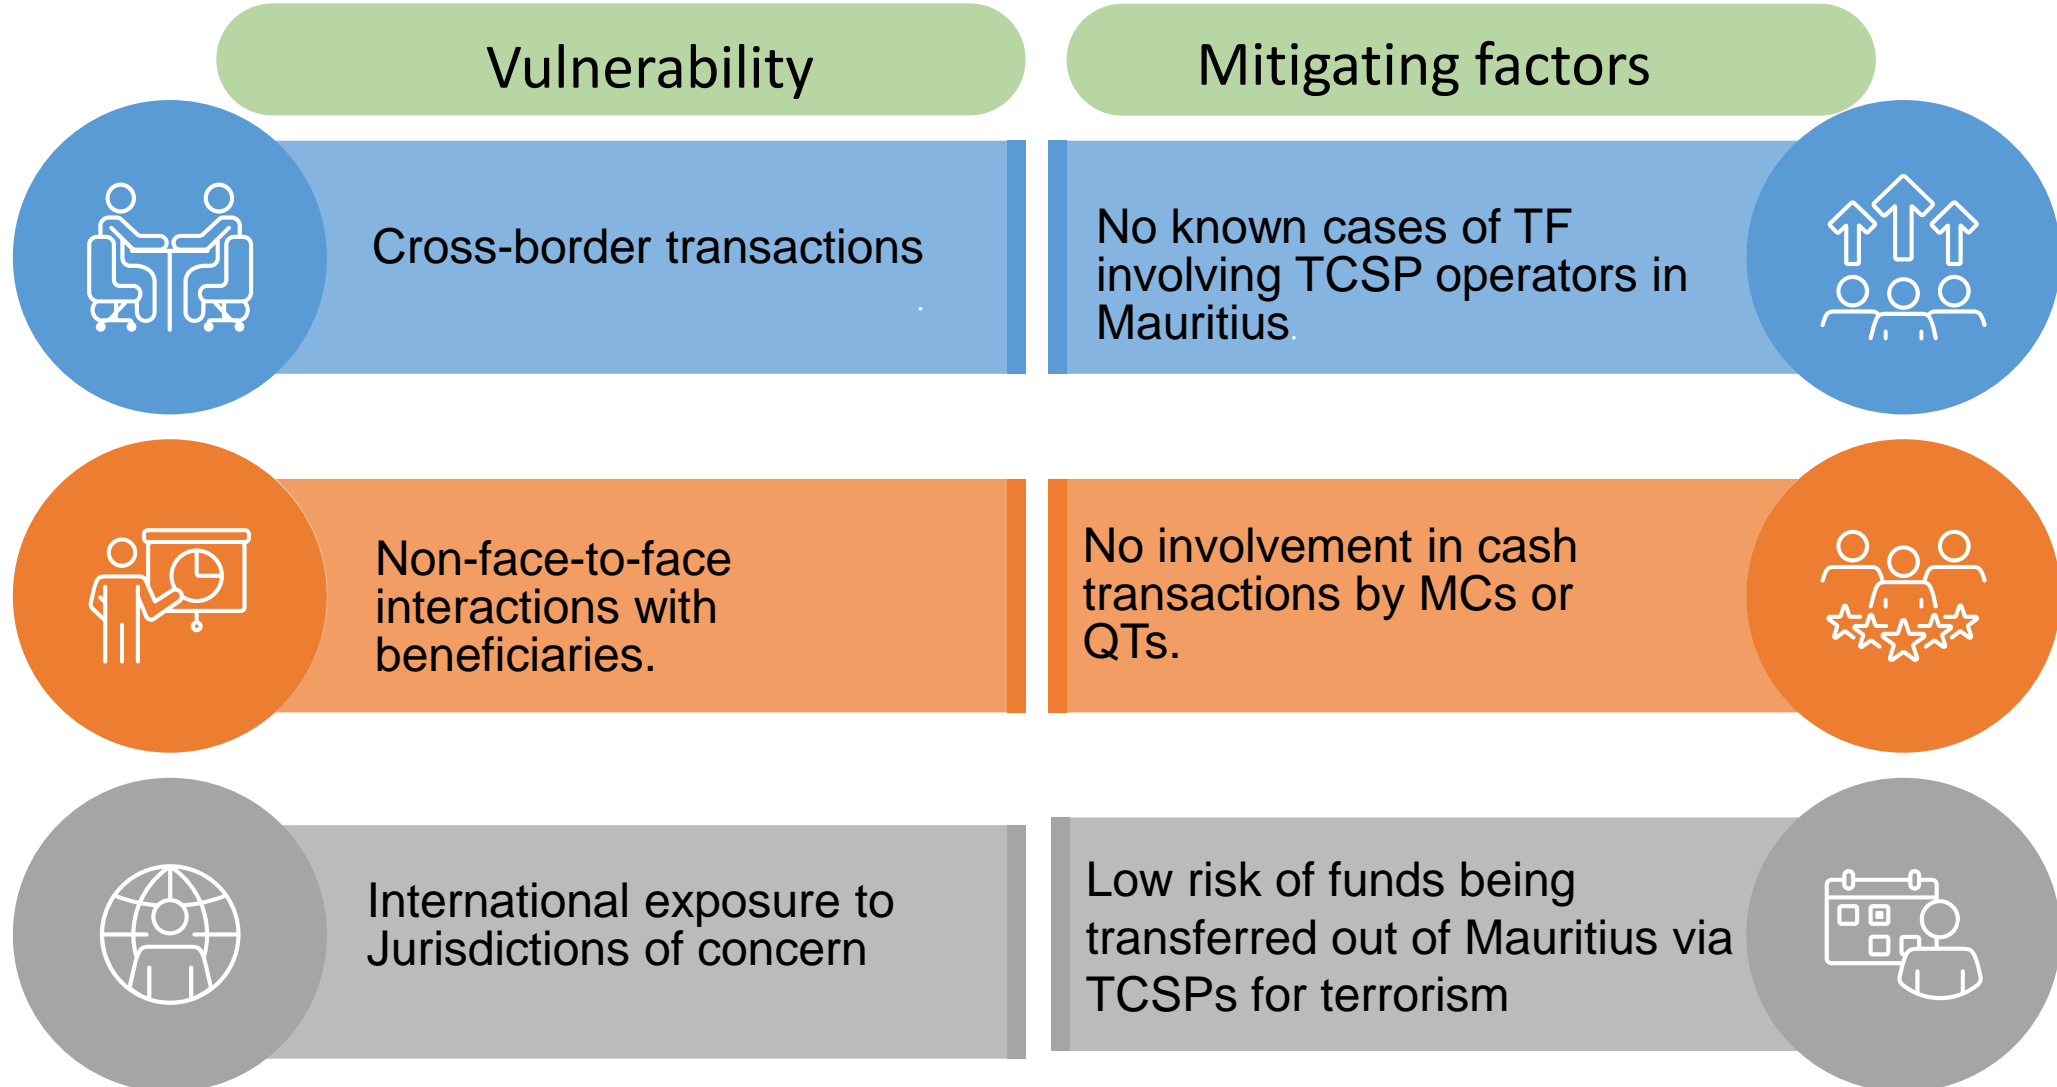 Vulnerability
Mitigating factors
Cross-border transactions
.
No known cases of TF
involving TCSP operators in
Mauritius.
Non-face-to-face
interactions with
beneficiaries.
No involvement in cash
transactions by MCs or
QTs.
International exposure to
Jurisdictions of concern
Low risk of funds being
transferred out of Mauritius via
TCSPs for terrorism